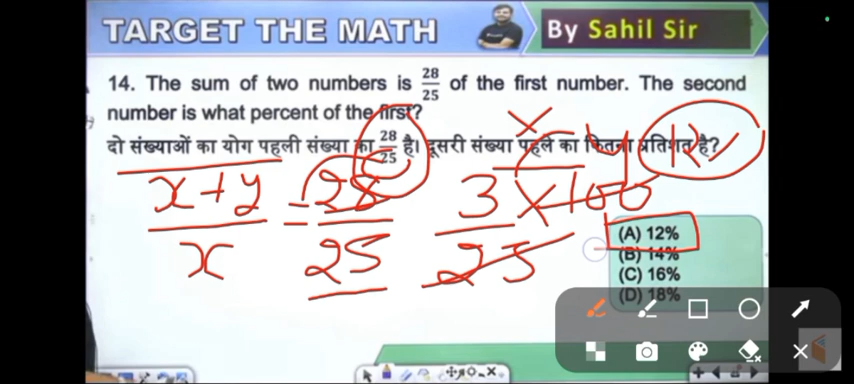 TARGET THE MATH By Sahil Sir
14. The sum of two numbers is 28/25 of the first number. The second
number is what percent of the first?
दो संख्याओं का योग पहली संख्या का 28/25 है। दूसरी संख्या पहले का कितना प्रतिशत है?
x y 12%
x+y/x = 28/25 3/25 × 100
(A) 12%
(B) 14%
(C) 16%
(D) 18%